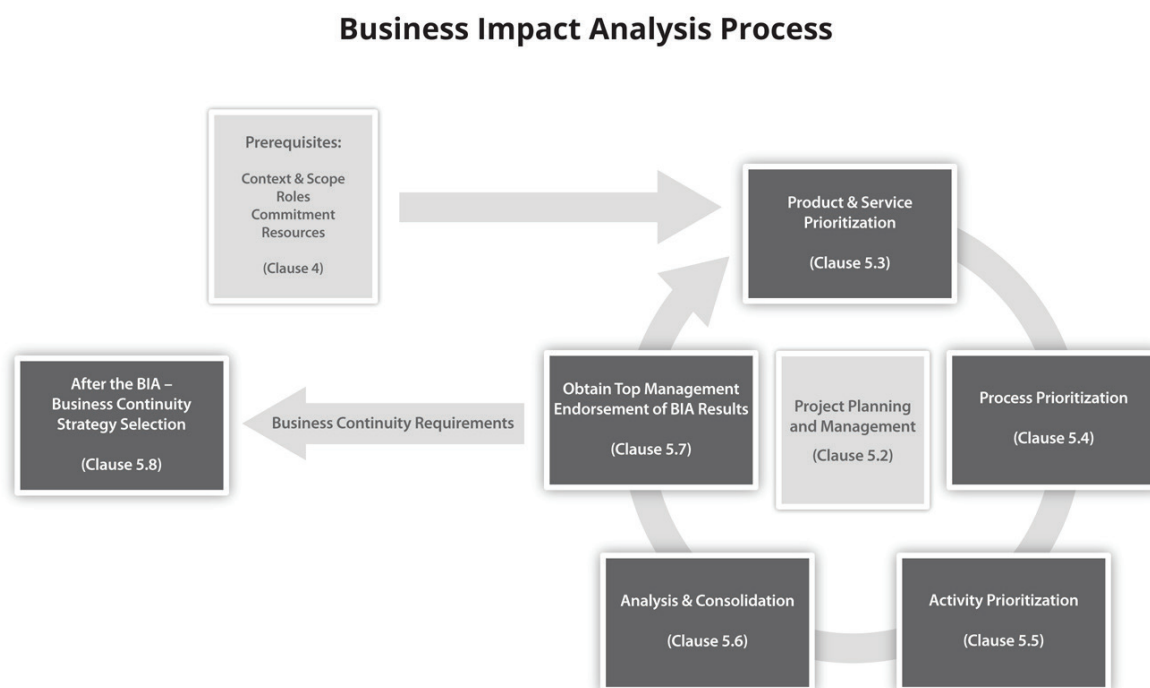 Business Impact Analysis Process
Prerequisites:
Context & Scope
Roles
Commitment
Resources
(Clause 4)
Product & Service
Prioritization
(Clause 5.3)
After the BIA –
Business Continuity
Strategy Selection
(Clause 5.8)
Business Continuity Requirements
Obtain Top Management
Endorsement of BIA Results
(Clause 5.7)
Project Planning
and Management
(Clause 5.2)
Process Prioritization
(Clause 5.4)
Analysis & Consolidation
(Clause 5.6)
Activity Prioritization
(Clause 5.5)